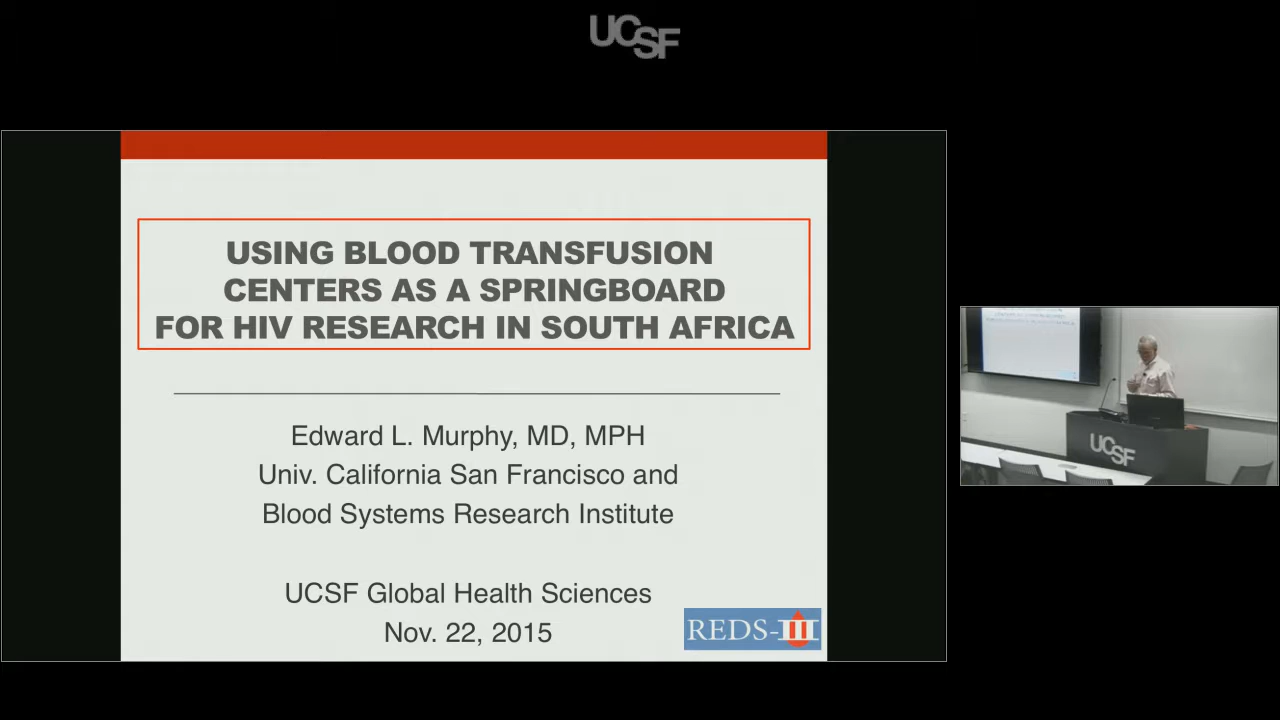 UCSF
USING BLOOD TRANSFUSION
CENTERS AS A SPRINGBOARD
FOR HIV RESEARCH IN SOUTH AFRICA
Edward L. Murphy, MD, MPH
Univ. California San Francisco and
Blood Systems Research Institute
UCSF Global Health Sciences
Nov. 22, 2015
REDS-III
UCSF